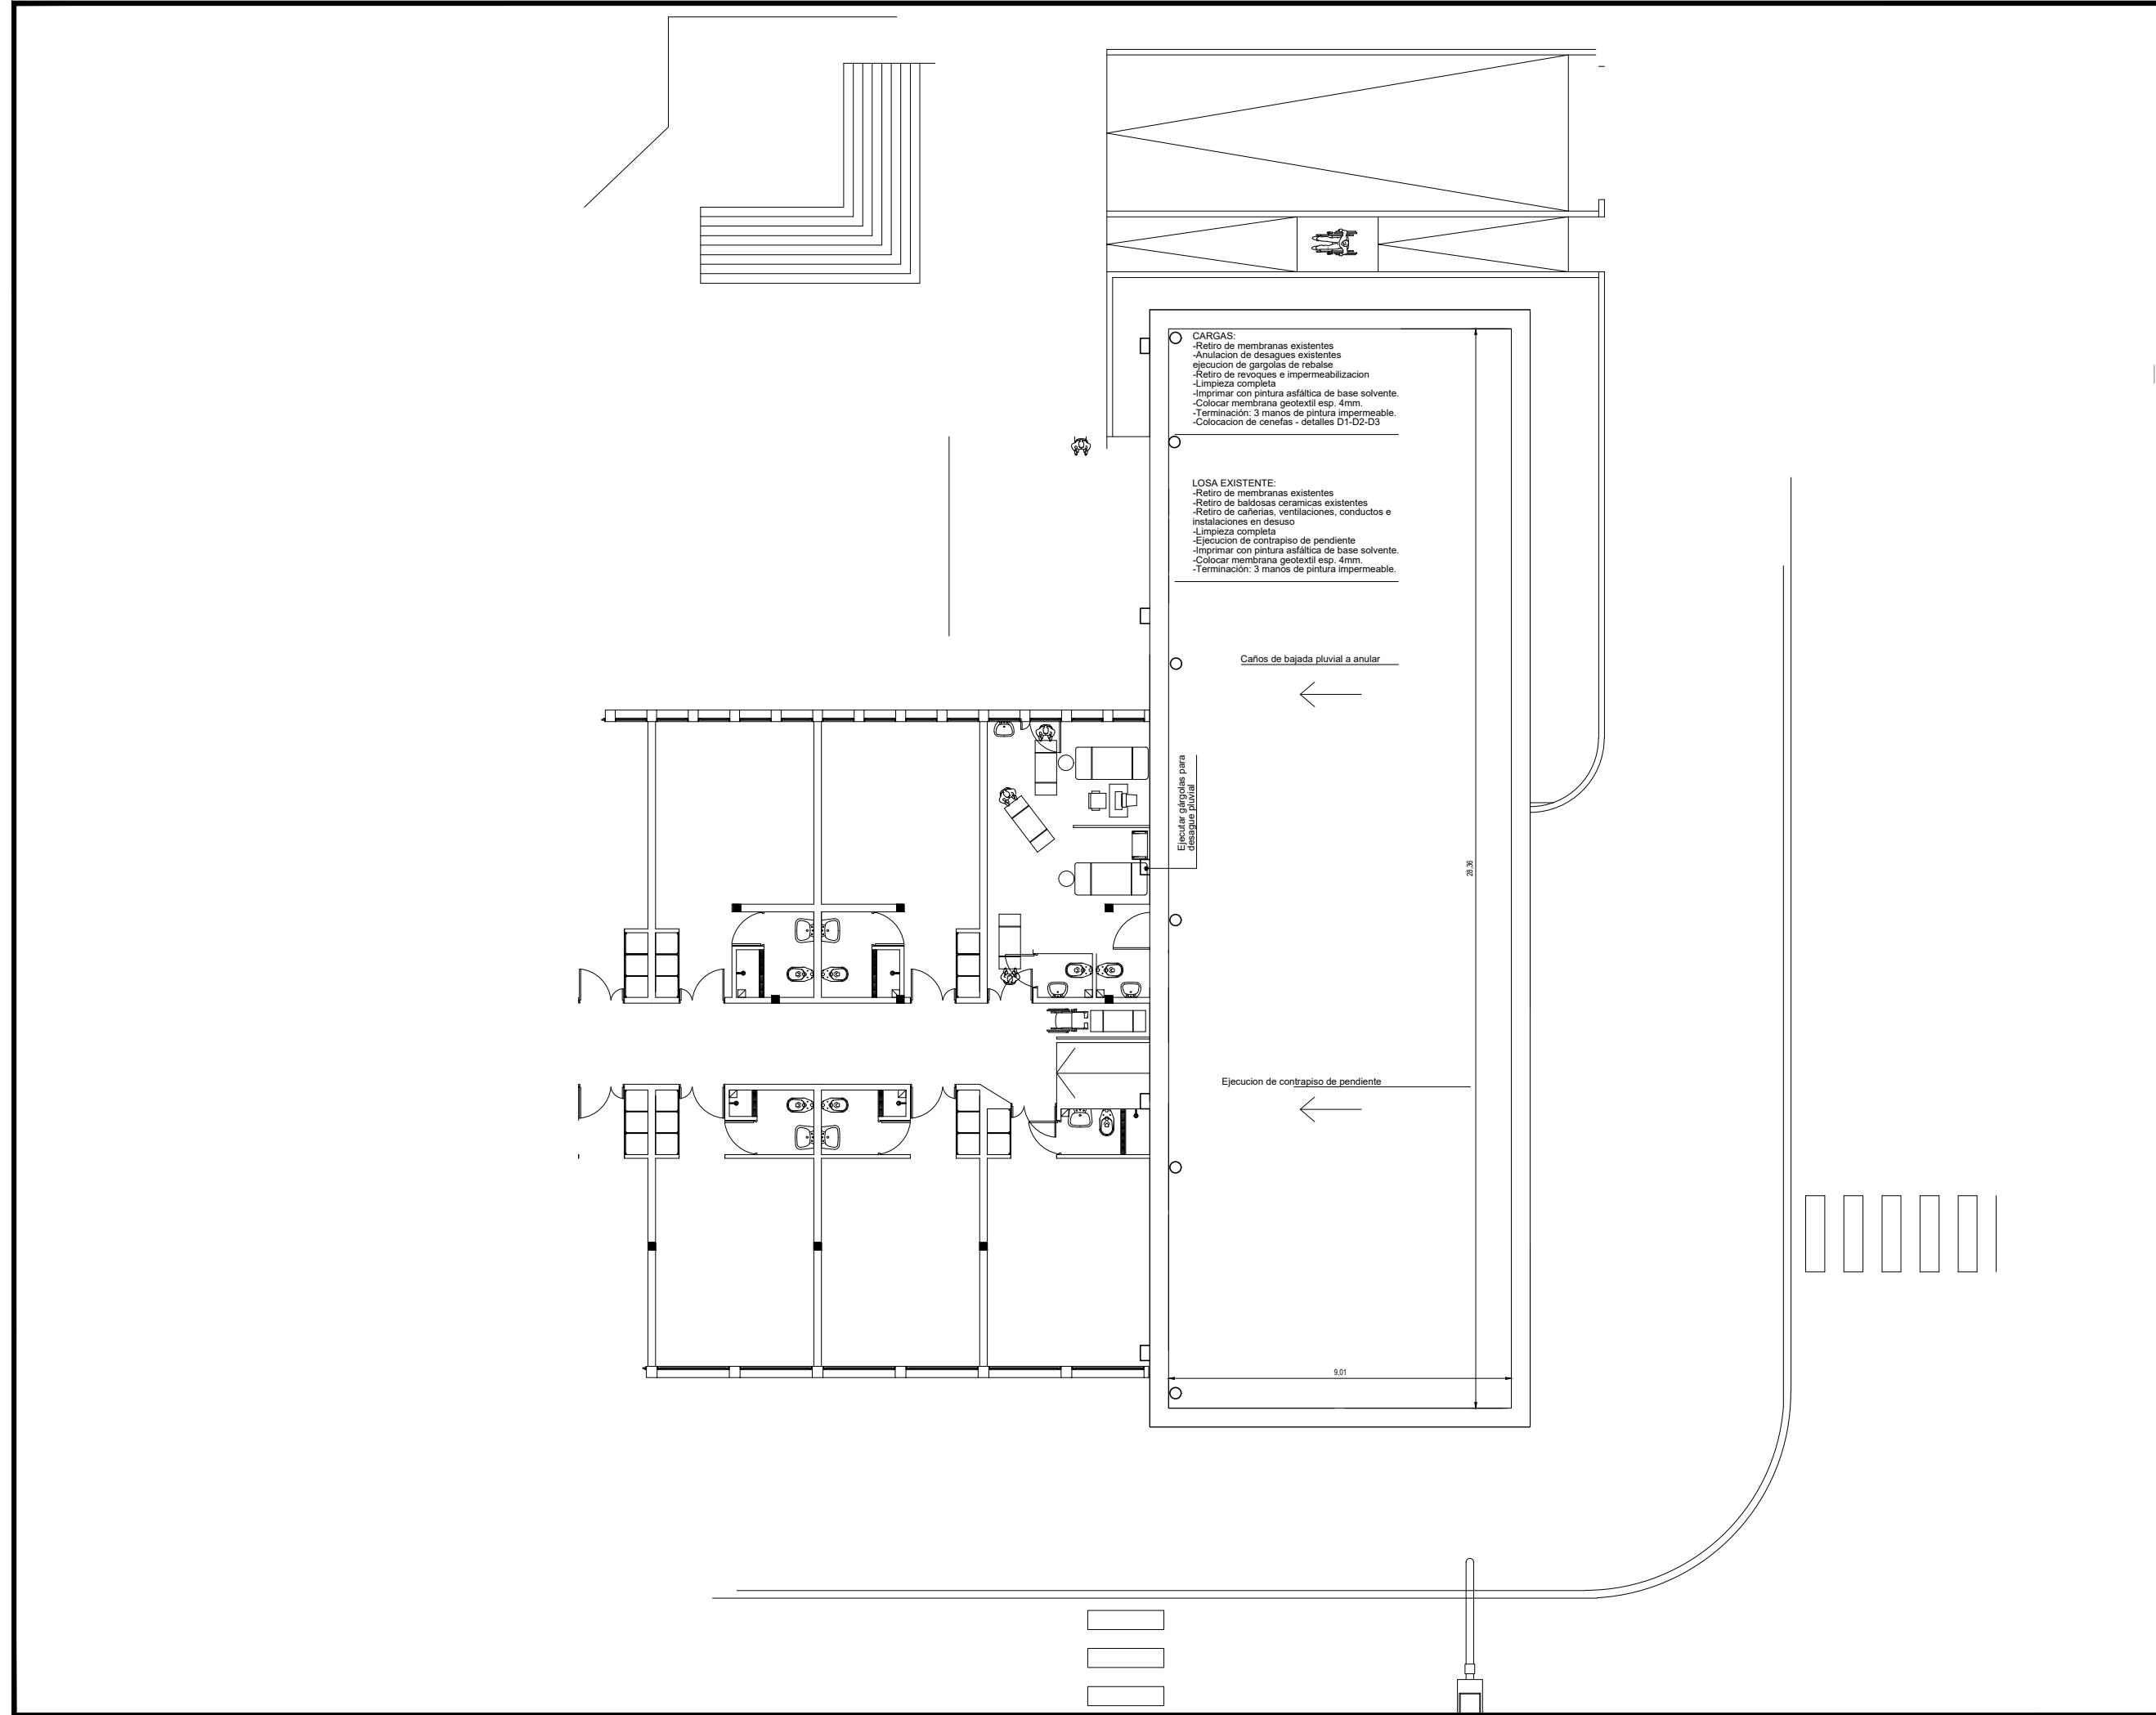 CARGAS:
-Retiro de membranas existentes
-Anulacion de desagues existentes
ejecucion de gargolas de rebalse
-Retiro de revoques e impermeabilizacion
-Limpieza completa
-Imprimar con pintura asfáltica de base solvente.
-Colocar membrana geotextil esp. 4mm.
-Terminación: 3 manos de pintura impermeable.
-Colocacion de cenefas - detalles D1-D2-D3
LOSA EXISTENTE:
-Retiro de membranas existentes
-Retiro de baldosas ceramicas existentes
-Retiro de cañerias, ventilaciones, conductos e
instalaciones en desuso
-Limpieza completa
-Ejecucion de contrapiso de pendiente
-Imprimar con pintura asfáltica de base solvente.
-Colocar membrana geotextil esp. 4mm.
-Terminación: 3 manos de pintura impermeable.
Caños de bajada pluvial a anular
Ejecutar gárgolas para
desague pluvial
28,36
Ejecucion de contrapiso de pendiente
9,01